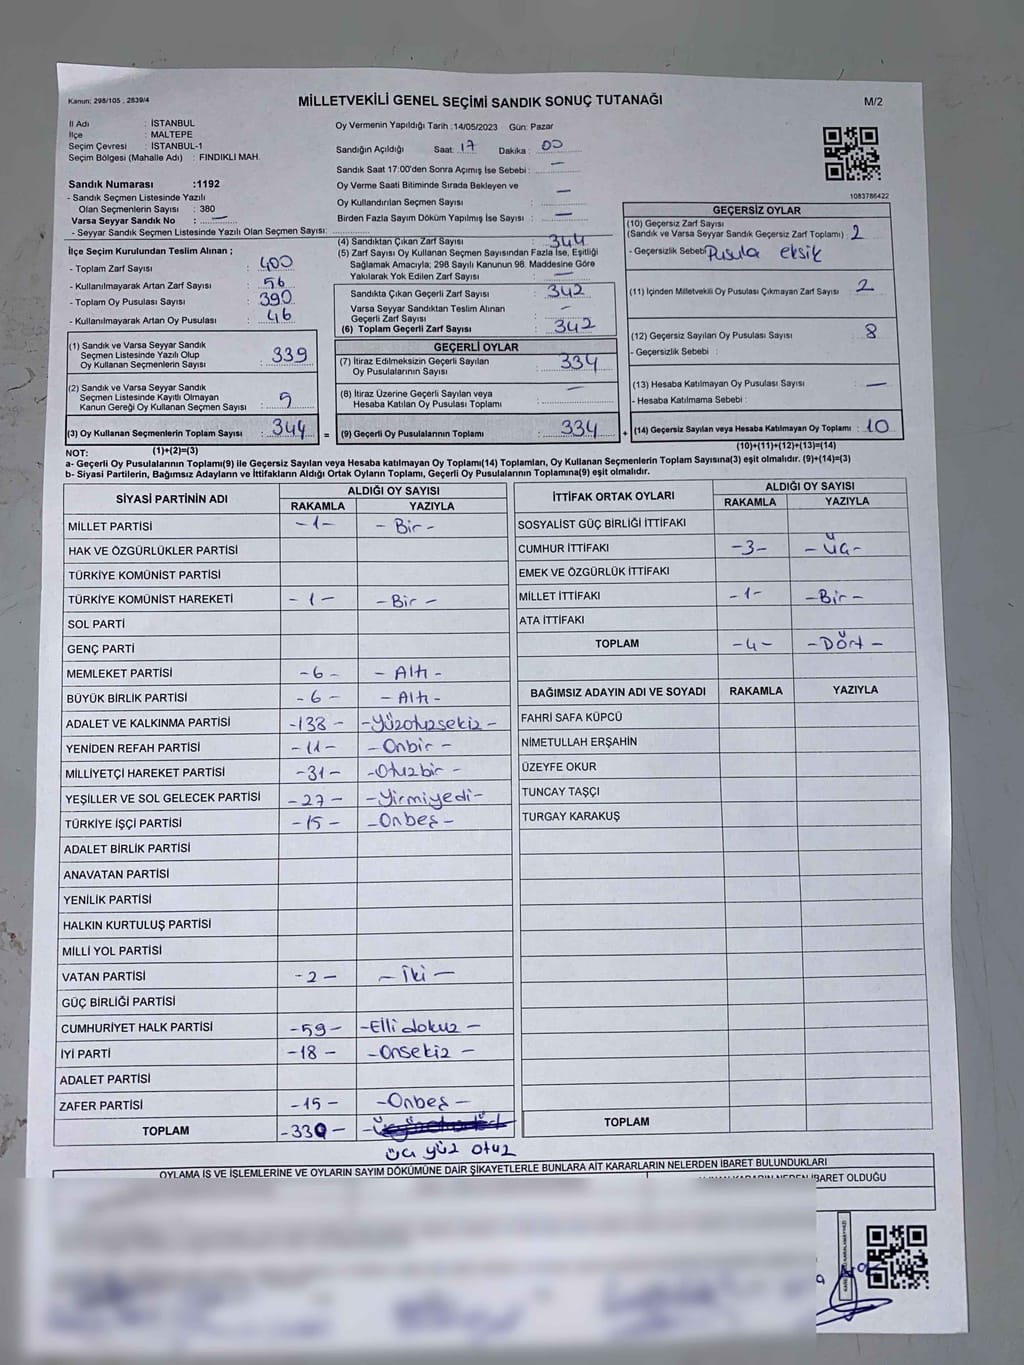 Kanun: 298/105 , 2839/4
MİLLETVEKİLİ GENEL SEÇİMİ SANDIK SONUÇ TUTANAĞI
M/2
İl Adı : İSTANBUL
İlçe : MALTEPE
Seçim Çevresi : İSTANBUL-1
Seçim Bölgesi (Mahalle Adı) : FINDIKLI MAH.
Sandık Numarası :1192
- Sandık Seçmen Listesinde Yazılı
Olan Seçmenlerin Sayısı : 380
Varsa Seyyar Sandık No : —
- Seyyar Sandık Seçmen Listesinde Yazılı Olan Seçmen Sayısı:
Oy Vermenin Yapıldığı Tarih :14/05/2023 Gün: Pazar
Sandığın Açıldığı Saat: 17 Dakika : 00
Sandık Saat 17:00'den Sonra Açımış İse Sebebi : —
Oy Verme Saati Bitiminde Sırada Bekleyen ve
Oy Kullandırılan Seçmen Sayısı : —
Birden Fazla Sayım Döküm Yapılmış İse Sayısı : —
1083786422
İlçe Seçim Kurulundan Teslim Alınan ;
- Toplam Zarf Sayısı : 400
- Kullanılmayarak Artan Zarf Sayısı : 56
- Toplam Oy Pusulası Sayısı : 390
- Kullanılmayarak Artan Oy Pusulası : 46
(1) Sandık ve Varsa Seyyar Sandık
Seçmen Listesinde Yazılı Olup
Oy Kullanan Seçmenlerin Sayısı : 339
(2) Sandık ve Varsa Seyyar Sandık
Seçmen Listesinde Kayıtlı Olmayan
Kanun Gereği Oy Kullanan Seçmen Sayısı : 5
(3) Oy Kullanan Seçmenlerin Toplam Sayısı : 344
(4) Sandıktan Çıkan Zarf Sayısı : 344
(5) Zarf Sayısı Oy Kullanan Seçmen Sayısından Fazla İse, Eşitliği
Sağlamak Amacıyla; 298 Sayılı Kanunun 98. Maddesine Göre
Yakılarak Yok Edilen Zarf Sayısı : —
Sandıkta Çıkan Geçerli Zarf Sayısı : 342
Varsa Seyyar Sandıktan Teslim Alınan
Geçerli Zarf Sayısı : —
(6) Toplam Geçerli Zarf Sayısı : 342
GEÇERLİ OYLAR
(7) İtiraz Edilmeksizin Geçerli Sayılan
Oy Pusulalarının Sayısı : 334
(8) İtiraz Üzerine Geçerli Sayılan veya
Hesaba Katılan Oy Pusulası Toplamı : —
= (9) Geçerli Oy Pusulalarının Toplamı : 334
GEÇERSİZ OYLAR
(10) Geçersiz Zarf Sayısı
(Sandık ve Varsa Seyyar Sandık Geçersiz Zarf Toplamı) : 2
- Geçersizlik Sebebi : Pusula eksik
(11) İçinden Milletvekili Oy Pusulası Çıkmayan Zarf Sayısı : 2
(12) Geçersiz Sayılan Oy Pusulası Sayısı : 8
- Geçersizlik Sebebi :
(13) Hesaba Katılmayan Oy Pusulası Sayısı : —
- Hesaba Katılmama Sebebi :
+ (14) Geçersiz Sayılan veya Hesaba Katılmayan Oy Toplamı : 10
NOT: (1)+(2)=(3)
(10)+(11)+(12)+(13)=(14)
a- Geçerli Oy Pusulalarının Toplamı(9) ile Geçersiz Sayılan veya Hesaba katılmayan Oy Toplamı(14) Toplamları, Oy Kullanan Seçmenlerin Toplam Sayısına(3) eşit olmalıdır. (9)+(14)=(3)
b- Siyasi Partilerin, Bağımsız Adayların ve İttifakların Aldığı Ortak Oyların Toplamı, Geçerli Oy Pusulalarının Toplamına(9) eşit olmalıdır.
SİYASİ PARTİNİN ADI
ALDIĞI OY SAYISI
RAKAMLA YAZIYLA
MİLLET PARTİSİ -1- - Bir -
HAK VE ÖZGÜRLÜKLER PARTİSİ
TÜRKİYE KOMÜNİST PARTİSİ
TÜRKİYE KOMÜNİST HAREKETİ -1- - Bir -
SOL PARTİ
GENÇ PARTİ
MEMLEKET PARTİSİ -6- - Altı -
BÜYÜK BİRLİK PARTİSİ -6- - Altı -
ADALET VE KALKINMA PARTİSİ -138- -Yüzotuzsekiz-
YENİDEN REFAH PARTİSİ -11- -Onbir-
MİLLİYETÇİ HAREKET PARTİSİ -31- -Otuzbir-
YEŞİLLER VE SOL GELECEK PARTİSİ -27- -Yirmiyedi-
TÜRKİYE İŞÇİ PARTİSİ -15- -Onbeş-
ADALET BİRLİK PARTİSİ
ANAVATAN PARTİSİ
YENİLİK PARTİSİ
HALKIN KURTULUŞ PARTİSİ
MİLLİ YOL PARTİSİ
VATAN PARTİSİ -2- - İki -
GÜÇ BİRLİĞİ PARTİSİ
CUMHURİYET HALK PARTİSİ -59- -Elli dokuz-
İYİ PARTİ -18- -Onsekiz-
ADALET PARTİSİ
ZAFER PARTİSİ -15- -Onbeş-
TOPLAM -330-
üç yüz otuz
İTTİFAK ORTAK OYLARI
ALDIĞI OY SAYISI
RAKAMLA YAZIYLA
SOSYALİST GÜÇ BİRLİĞİ İTTİFAKI
CUMHUR İTTİFAKI -3- -Üç-
EMEK VE ÖZGÜRLÜK İTTİFAKI
MİLLET İTTİFAKI -1- -Bir-
ATA İTTİFAKI
TOPLAM -4- -Dört-
BAĞIMSIZ ADAYIN ADI VE SOYADI RAKAMLA YAZIYLA
FAHRİ SAFA KÜPCÜ
NİMETULLAH ERŞAHİN
ÜZEYFE OKUR
TUNCAY TAŞÇI
TURGAY KARAKUŞ
TOPLAM
OYLAMA İŞ VE İŞLEMLERİNE VE OYLARIN SAYIM DÖKÜMÜNE DAİR ŞİKAYETLERLE BUNLARA AİT KARARLARIN NELERDEN İBARET BULUNDUKLARI
İBARET OLDUĞU